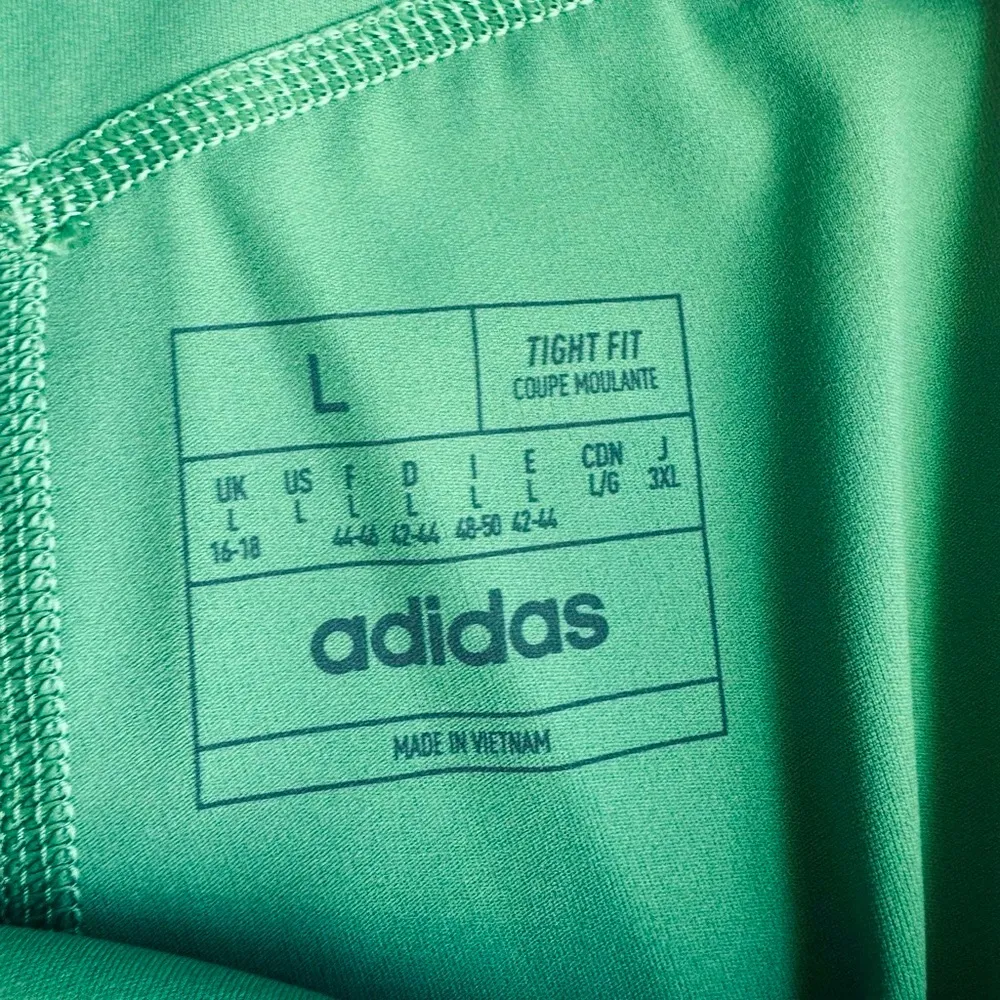 L
TIGHT FIT
COUPE MOULANTE
UK US F D I E CDN J
L L L L L L L/G 3XL
16-18 44-46 42-44 48-50 42-44
adidas
MADE IN VIETNAM